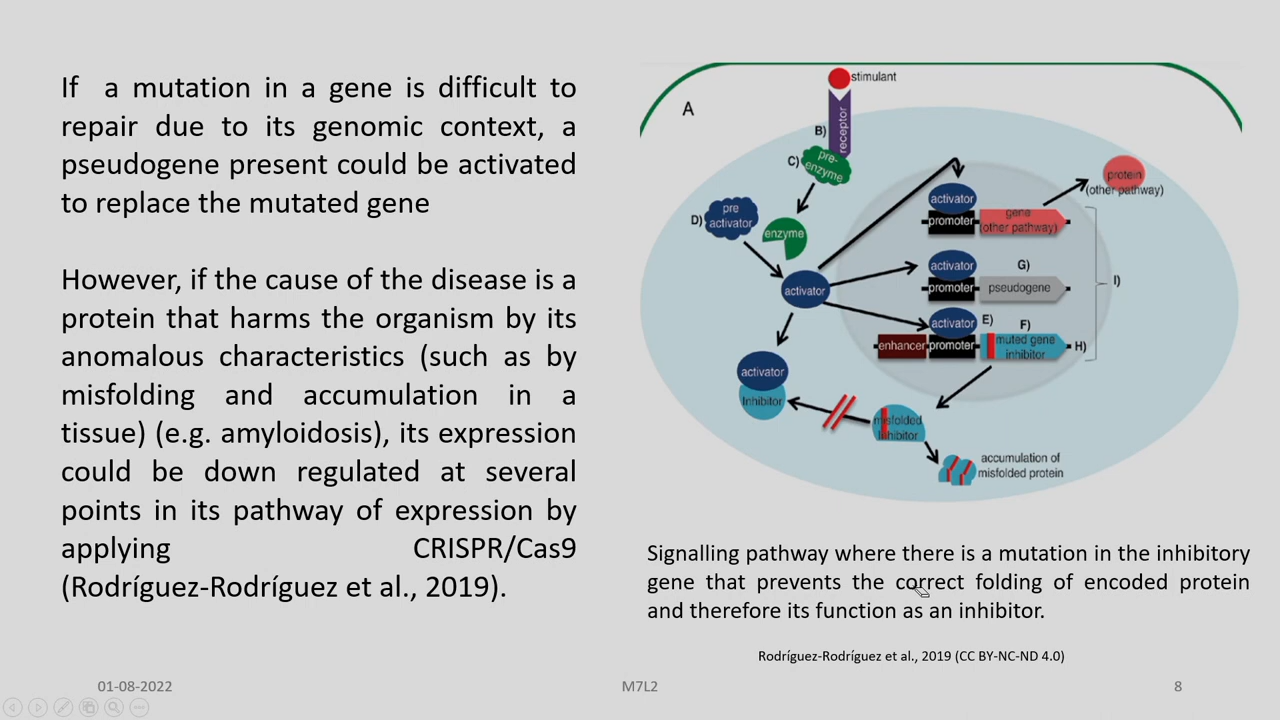 If a mutation in a gene is difficult to
repair due to its genomic context, a
pseudogene present could be activated
to replace the mutated gene
However, if the cause of the disease is a
protein that harms the organism by its
anomalous characteristics (such as by
misfolding and accumulation in a
tissue) (e.g. amyloidosis), its expression
could be down regulated at several
points in its pathway of expression by
applying CRISPR/Cas9
(Rodríguez-Rodríguez et al., 2019).
A
stimulant
receptor
B)
C)
pre-
enzyme
D)
pre
activator
enzyme
activator
activator
promoter
gene
(other pathway)
protein
(other pathway)
activator
promoter
G)
pseudogene
I)
activator
E)
F)
enhancer
promoter
muted gene
inhibitor
H)
activator
Inhibitor
misfolded
Inhibitor
accumulation of
misfolded protein
Signalling pathway where there is a mutation in the inhibitory
gene that prevents the correct folding of encoded protein
and therefore its function as an inhibitor.
Rodríguez-Rodríguez et al., 2019 (CC BY-NC-ND 4.0)
01-08-2022
M7L2
8